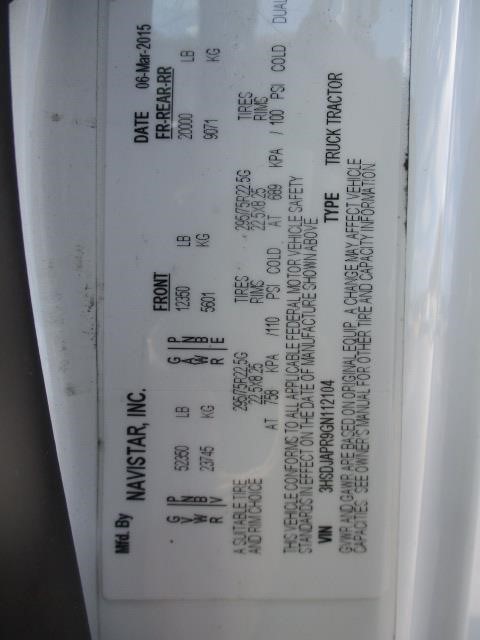 Mfd. By NAVISTAR, INC. DATE 06-Mar-2015
FRONT FR-REAR-RR
G|P 52350 LB G|P 12350 LB 20000 LB
V|N A|N
W|B 23745 KG W|B 5601 KG 9071 KG
R|V R|E
A SUITABLE TIRE 295/75R22.5G TIRES 295/75R22.5G TIRES
AND RIM CHOICE 22.5X8.25 RIMS 22.5X8.25 RIMS
AT 758 KPA /110 PSI COLD AT 689 KPA / 100 PSI COLD DUAL
THIS VEHICLE CONFORMS TO ALL APPLICABLE FEDERAL MOTOR VEHICLE SAFETY
STANDARDS IN EFFECT ON THE DATE OF MANUFACTURE SHOWN ABOVE
VIN 3HSDJAPR9GN112104 TYPE TRUCK TRACTOR
GVWR AND GAWR ARE BASED ON ORIGINAL EQUIP. A CHANGE MAY AFFECT VEHICLE
CAPACITIES. SEE OWNER'S MANUAL FOR OTHER TIRE AND CAPACITY INFORMATION.